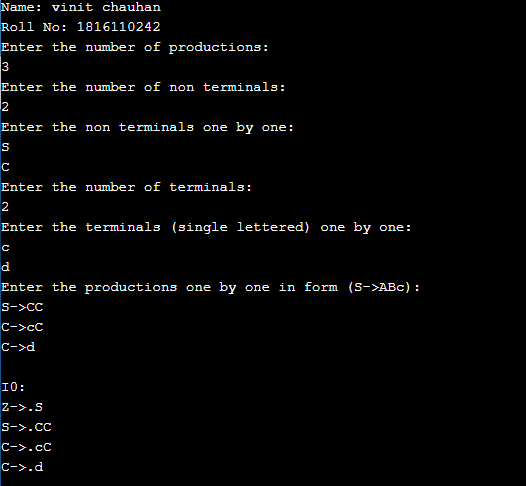 Name: vinit chauhan
Roll No: 1816110242
Enter the number of productions:
3
Enter the number of non terminals:
2
Enter the non terminals one by one:
S
C
Enter the number of terminals:
2
Enter the terminals (single lettered) one by one:
c
d
Enter the productions one by one in form (S->ABc):
S->CC
C->cC
C->d
I0:
Z->.S
S->.CC
C->.cC
C->.d